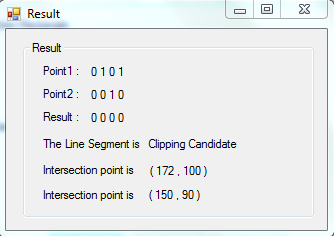 Result
Result
Point1 : 0 1 0 1
Point2 : 0 0 1 0
Result : 0 0 0 0
The Line Segment is Clipping Candidate
Intersection point is ( 172 , 100 )
Intersection point is ( 150 , 90 )